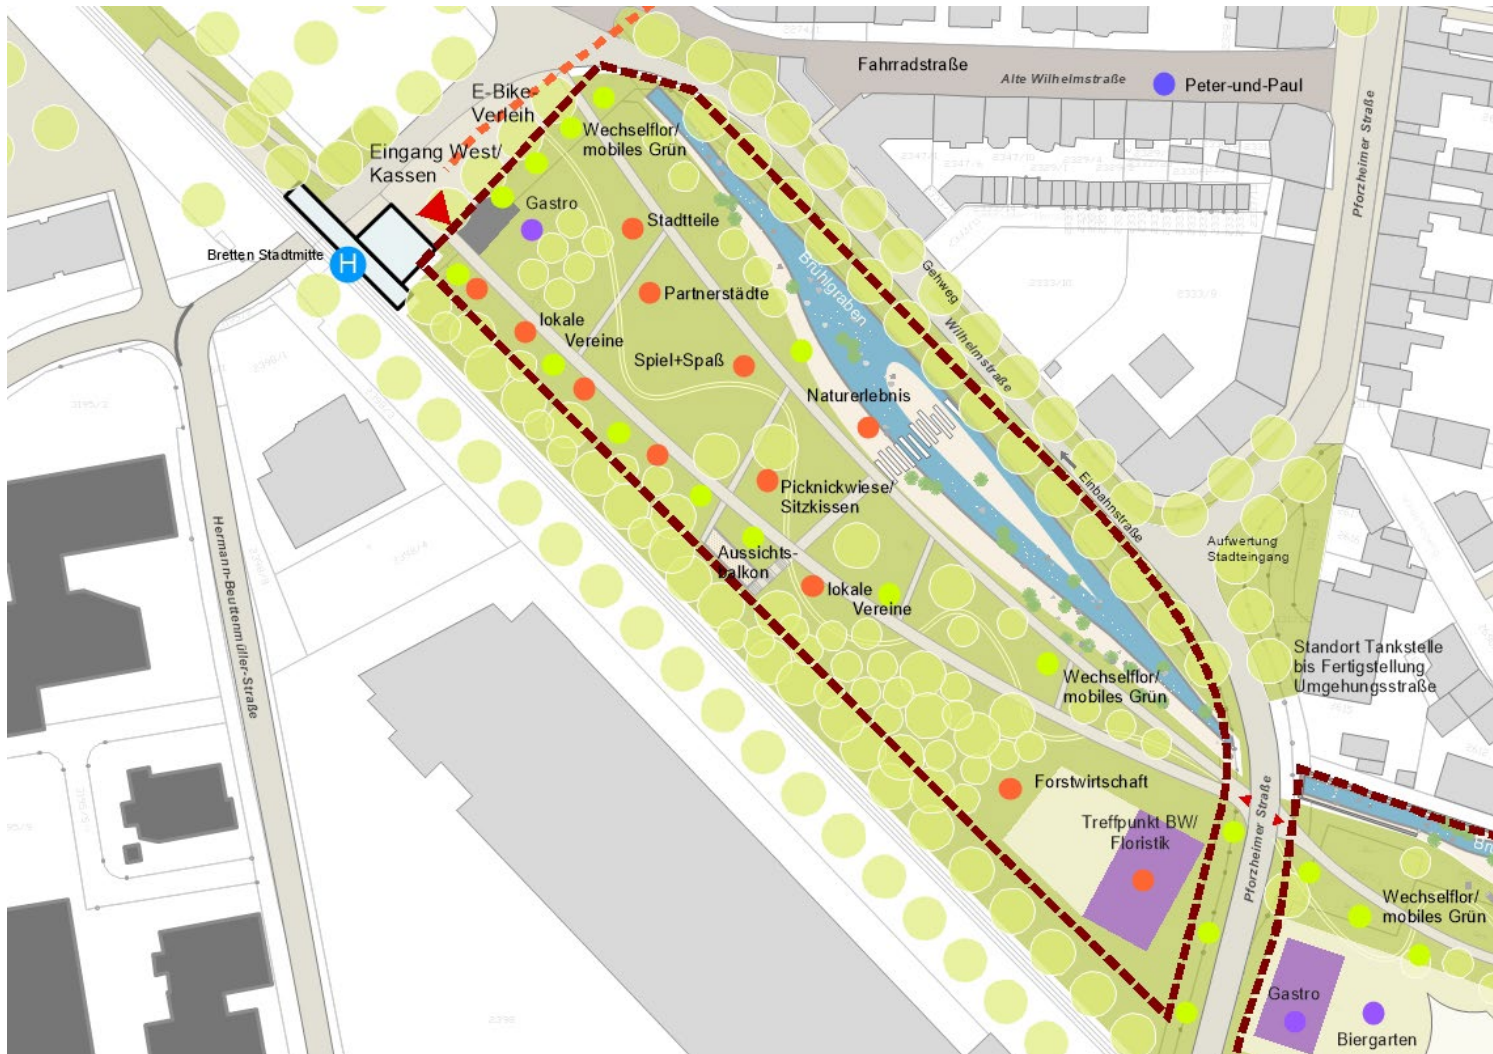 Fahrradstraße
Alte Wilhelmstraße
Peter-und-Paul
E-Bike-
Verleih
Wechselflor/
mobiles Grün
Eingang West/
Kassen
Pforzheimer Straße
Gastro
Stadtteile
Bretten Stadtmitte
H
Brühlgraben
Gehweg
Partnerstädte
lokale
Vereine
Wilhelmstraße
Spiel+Spaß
Naturerlebnis
Picknickwiese/
Sitzkissen
Einbahnstraße
Aufwertung
Stadteingang
Aussichts-
balkon
lokale
Vereine
Hermann-Beuttenmüller-Straße
Standort Tankstelle
bis Fertigstellung
Umgehungsstraße
Wechselflor/
mobiles Grün
Forstwirtschaft
Treffpunkt BW/
Floristik
Pforzheimer Straße
Wechselflor/
mobiles Grün
Gastro
Biergarten
2398